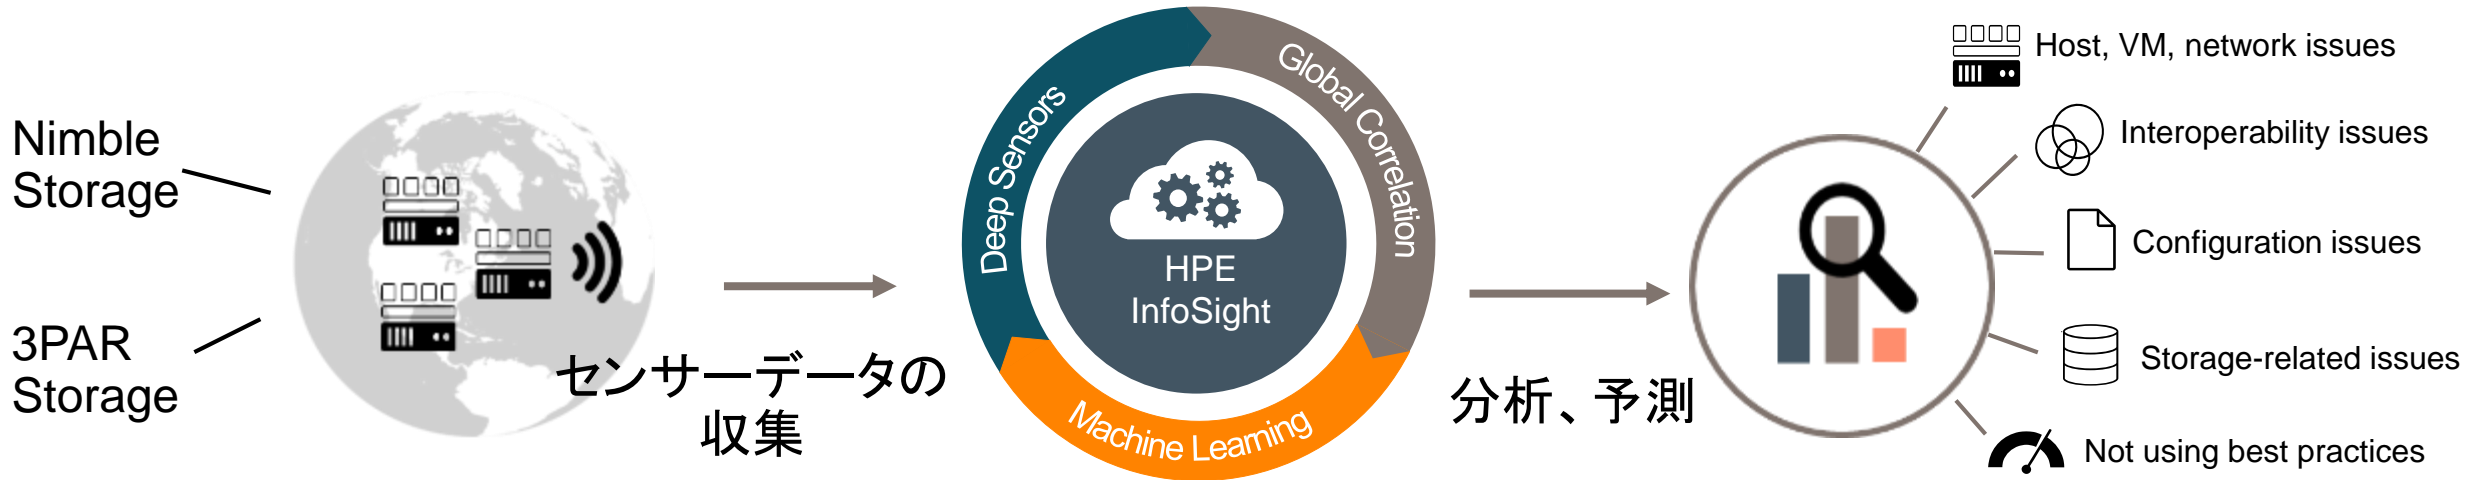 Nimble
Storage
3PAR
Storage
センサーデータの
収集
Deep Sensors
Global Correlation
Machine Learning
HPE
InfoSight
分析、予測
Host, VM, network issues
Interoperability issues
Configuration issues
Storage-related issues
Not using best practices